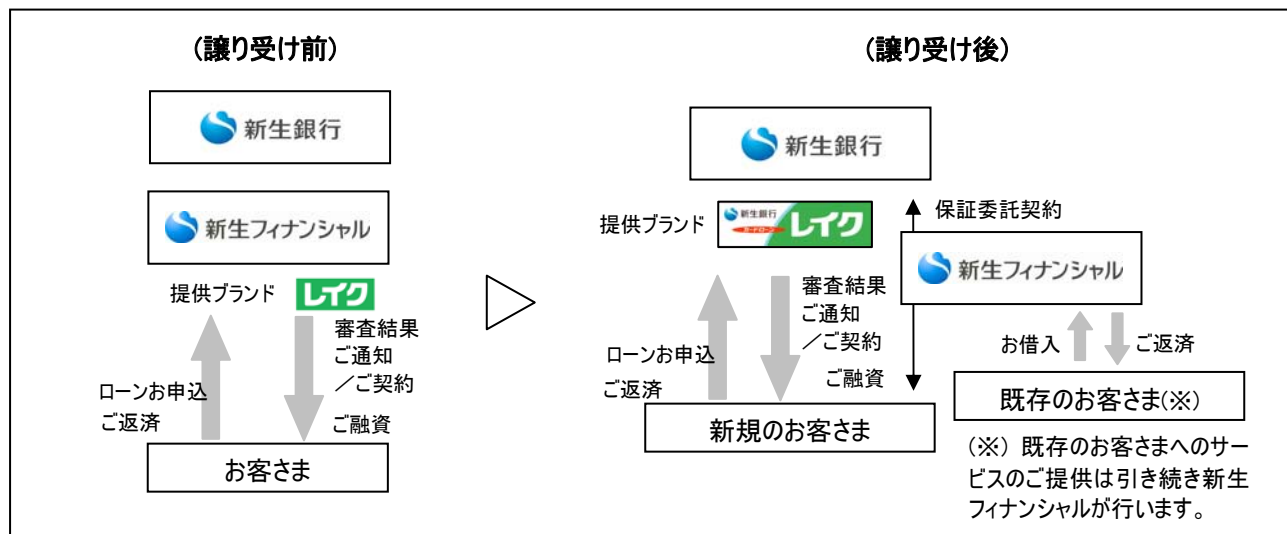 (譲り受け前)
新生銀行
新生フィナンシャル
提供ブランド
レイク
審査結果
ご通知
／ご契約
ローンお申込
ご返済
ご融資
お客さま
(譲り受け後)
新生銀行
提供ブランド
新生銀行
カードローン
レイク
保証委託契約
新生フィナンシャル
審査結果
ご通知
／ご契約
ローンお申込
ご返済
ご融資
お借入
ご返済
新規のお客さま
既存のお客さま(※)
(※) 既存のお客さまへのサー
ビスのご提供は引き続き新生
フィナンシャルが行います。